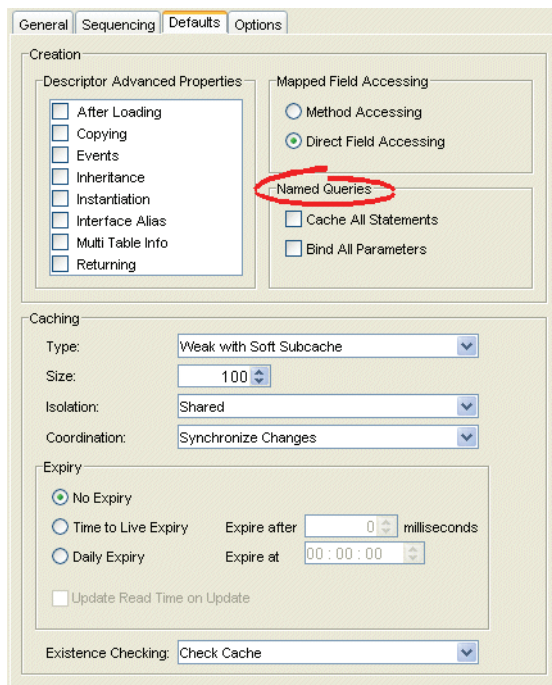 General Sequencing Defaults Options
Creation
Descriptor Advanced Properties
After Loading
Copying
Events
Inheritance
Instantiation
Interface Alias
Multi Table Info
Returning
Mapped Field Accessing
Method Accessing
Direct Field Accessing
Named Queries
Cache All Statements
Bind All Parameters
Caching
Type: Weak with Soft Subcache
Size: 100
Isolation: Shared
Coordination: Synchronize Changes
Expiry
No Expiry
Time to Live Expiry Expire after 0 milliseconds
Daily Expiry Expire at 00 : 00 : 00
Update Read Time on Update
Existence Checking: Check Cache